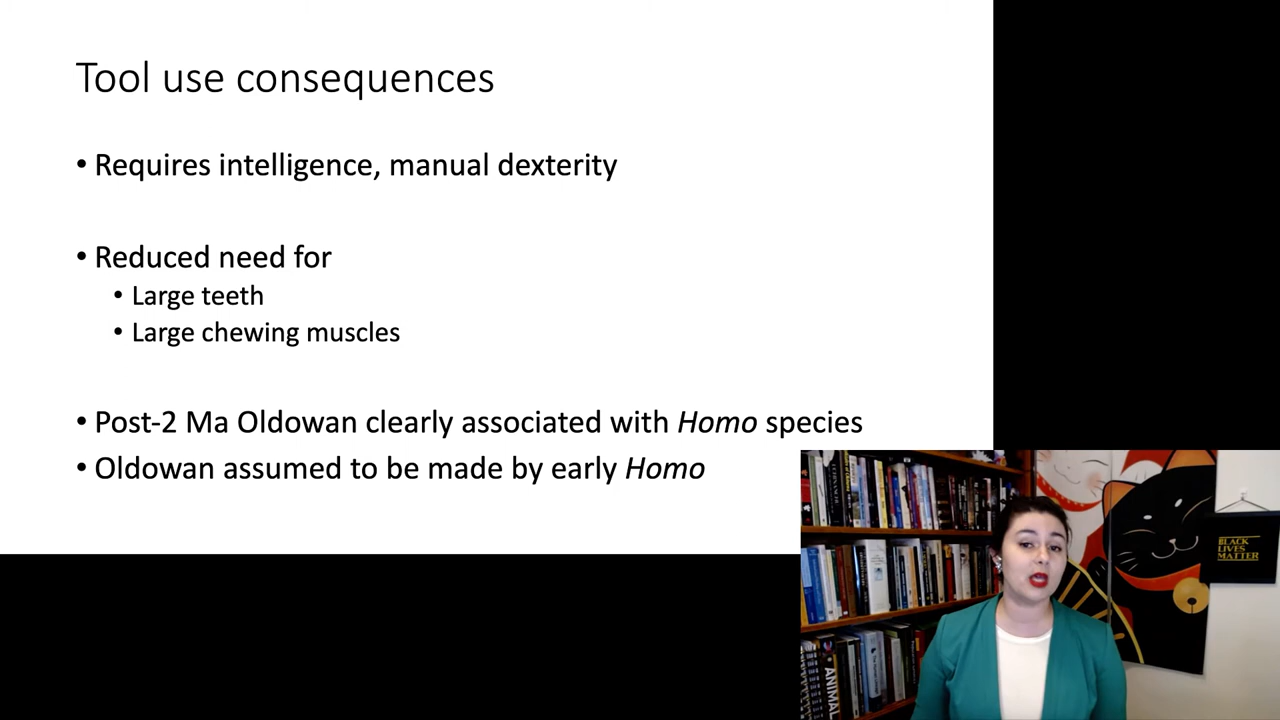 Tool use consequences
• Requires intelligence, manual dexterity
• Reduced need for
• Large teeth
• Large chewing muscles
• Post-2 Ma Oldowan clearly associated with Homo species
• Oldowan assumed to be made by early Homo
BLACK
LIVES
MATTER
ANIMAL